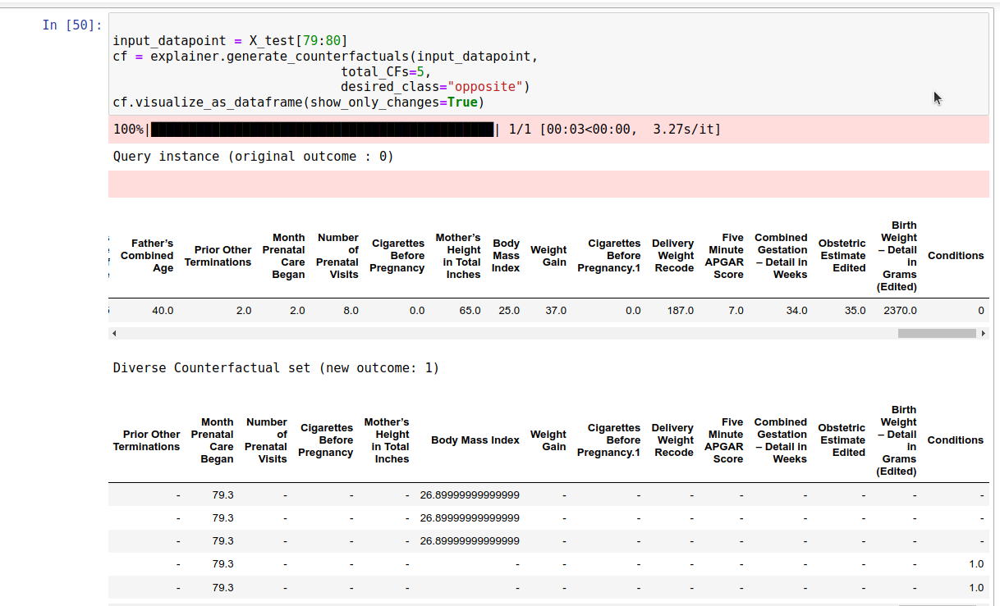 In [50]:
input_datapoint = X_test[79:80]
cf = explainer.generate_counterfactuals(input_datapoint,
total_CFs=5,
desired_class="opposite")
cf.visualize_as_dataframe(show_only_changes=True)
100%| | 1/1 [00:03<00:00, 3.27s/it]
Query instance (original outcome : 0)
Father’s Combined Age Prior Other Terminations Month Prenatal Care Began Number of Prenatal Visits Cigarettes Before Pregnancy Mother’s Height in Total Inches Body Mass Index Weight Gain Cigarettes Before Pregnancy.1 Delivery Weight Recode Five Minute APGAR Score Combined Gestation – Detail in Weeks Obstetric Estimate Edited Birth Weight – Detail in Grams (Edited) Conditions
40.0 2.0 2.0 8.0 0.0 65.0 25.0 37.0 0.0 187.0 7.0 34.0 35.0 2370.0 0
Diverse Counterfactual set (new outcome: 1)
Prior Other Terminations Month Prenatal Care Began Number of Prenatal Visits Cigarettes Before Pregnancy Mother’s Height in Total Inches Body Mass Index Weight Gain Cigarettes Before Pregnancy.1 Delivery Weight Recode Five Minute APGAR Score Combined Gestation – Detail in Weeks Obstetric Estimate Edited Birth Weight – Detail in Grams (Edited) Conditions
- 79.3 - - - 26.89999999999999 - - - - - - - -
- 79.3 - - - 26.89999999999999 - - - - - - - -
- 79.3 - - - 26.89999999999999 - - - - - - - -
- 79.3 - - - - - - - - - - - 1.0
- 79.3 - - - - - - - - - - - 1.0